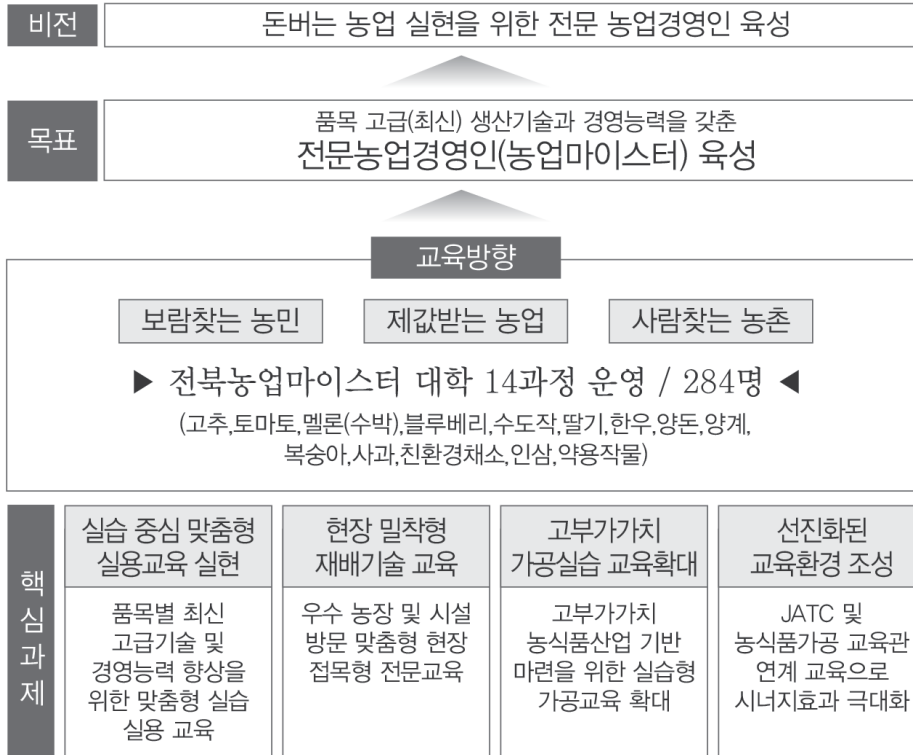 비전
돈버는 농업 실현을 위한 전문 농업경영인 육성
목표
품목 고급(최신) 생산기술과 경영능력을 갖춘
전문농업경영인(농업마이스터) 육성
교육방향
보람찾는 농민
제값받는 농업
사람찾는 농촌
▶ 전북농업마이스터 대학 14과정 운영 / 284명 ◀
(고추,토마토,멜론(수박),블루베리,수도작,딸기,한우,양돈,양계,
복숭아,사과,친환경채소,인삼,약용작물)
핵심과제
실습 중심 맞춤형
실용교육 실현
품목별 최신
고급기술 및
경영능력 향상을
위한 맞춤형 실습
실용 교육
현장 밀착형
재배기술 교육
우수 농장 및 시설
방문 맞춤형 현장
접목형 전문교육
고부가가치
가공실습 교육확대
고부가가치
농식품산업 기반
마련을 위한 실습형
가공교육 확대
선진화된
교육환경 조성
JATC 및
농식품가공 교육관
연계 교육으로
시너지효과 극대화